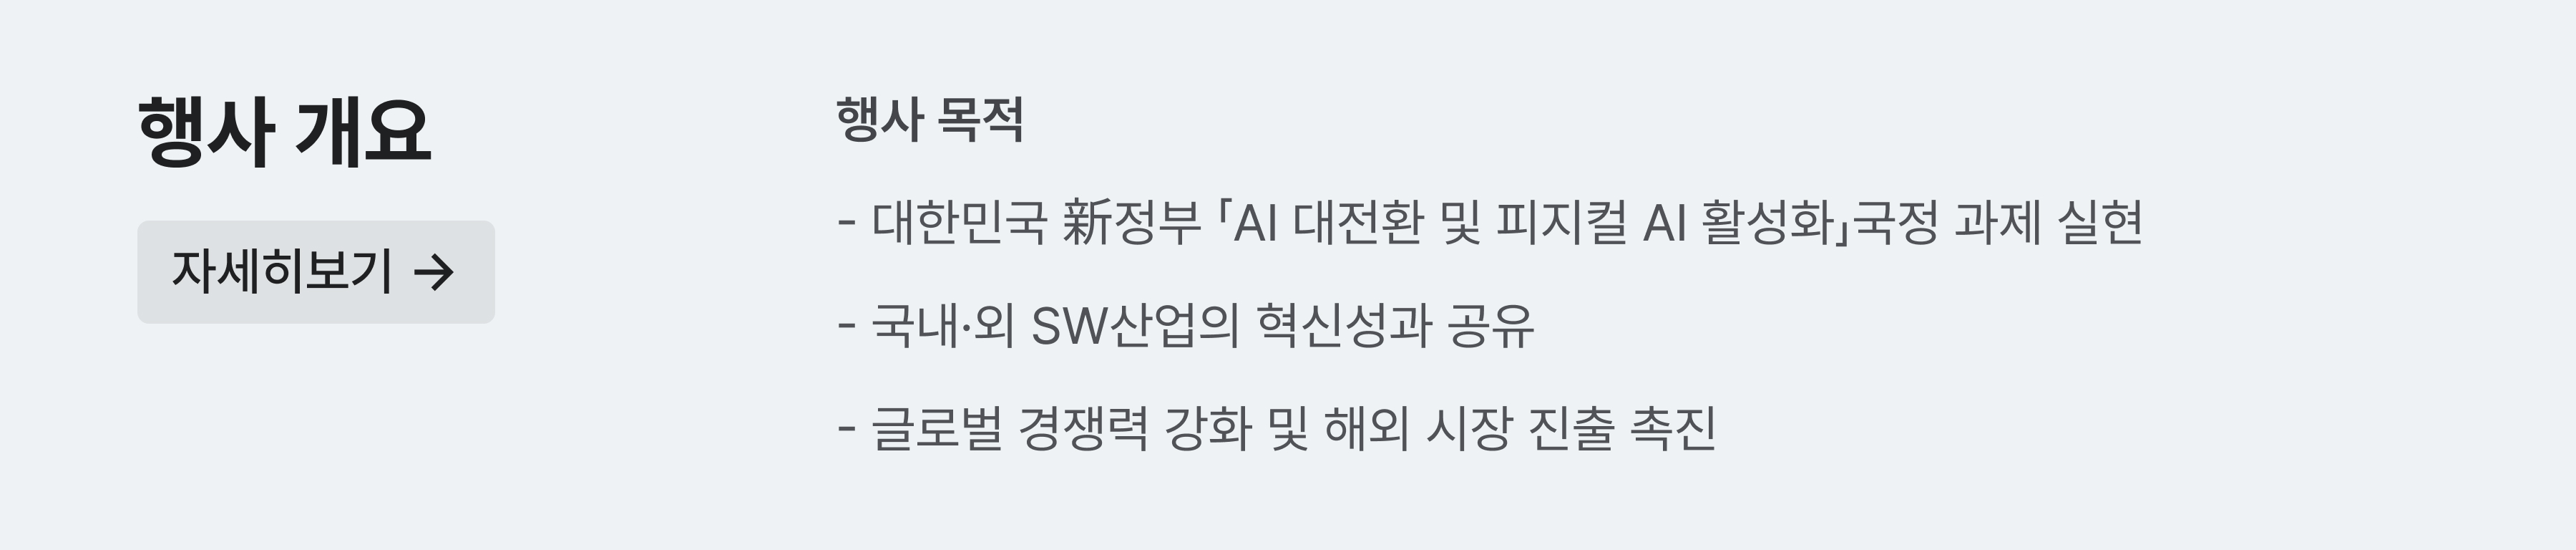 행사 개요
자세히보기 →
행사 목적
- 대한민국 新정부 ｢AI 대전환 및 피지컬 AI 활성화｣국정 과제 실현
- 국내·외 SW산업의 혁신성과 공유
- 글로벌 경쟁력 강화 및 해외 시장 진출 촉진